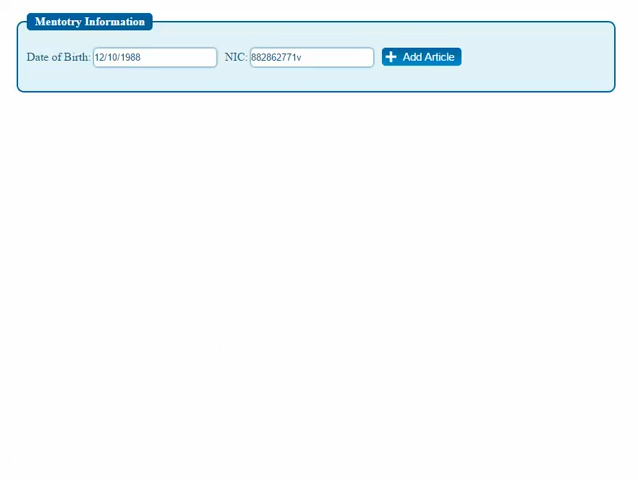 Mentotry Information
Date of Birth: 12/10/1988 NIC: 882862771v Add Article